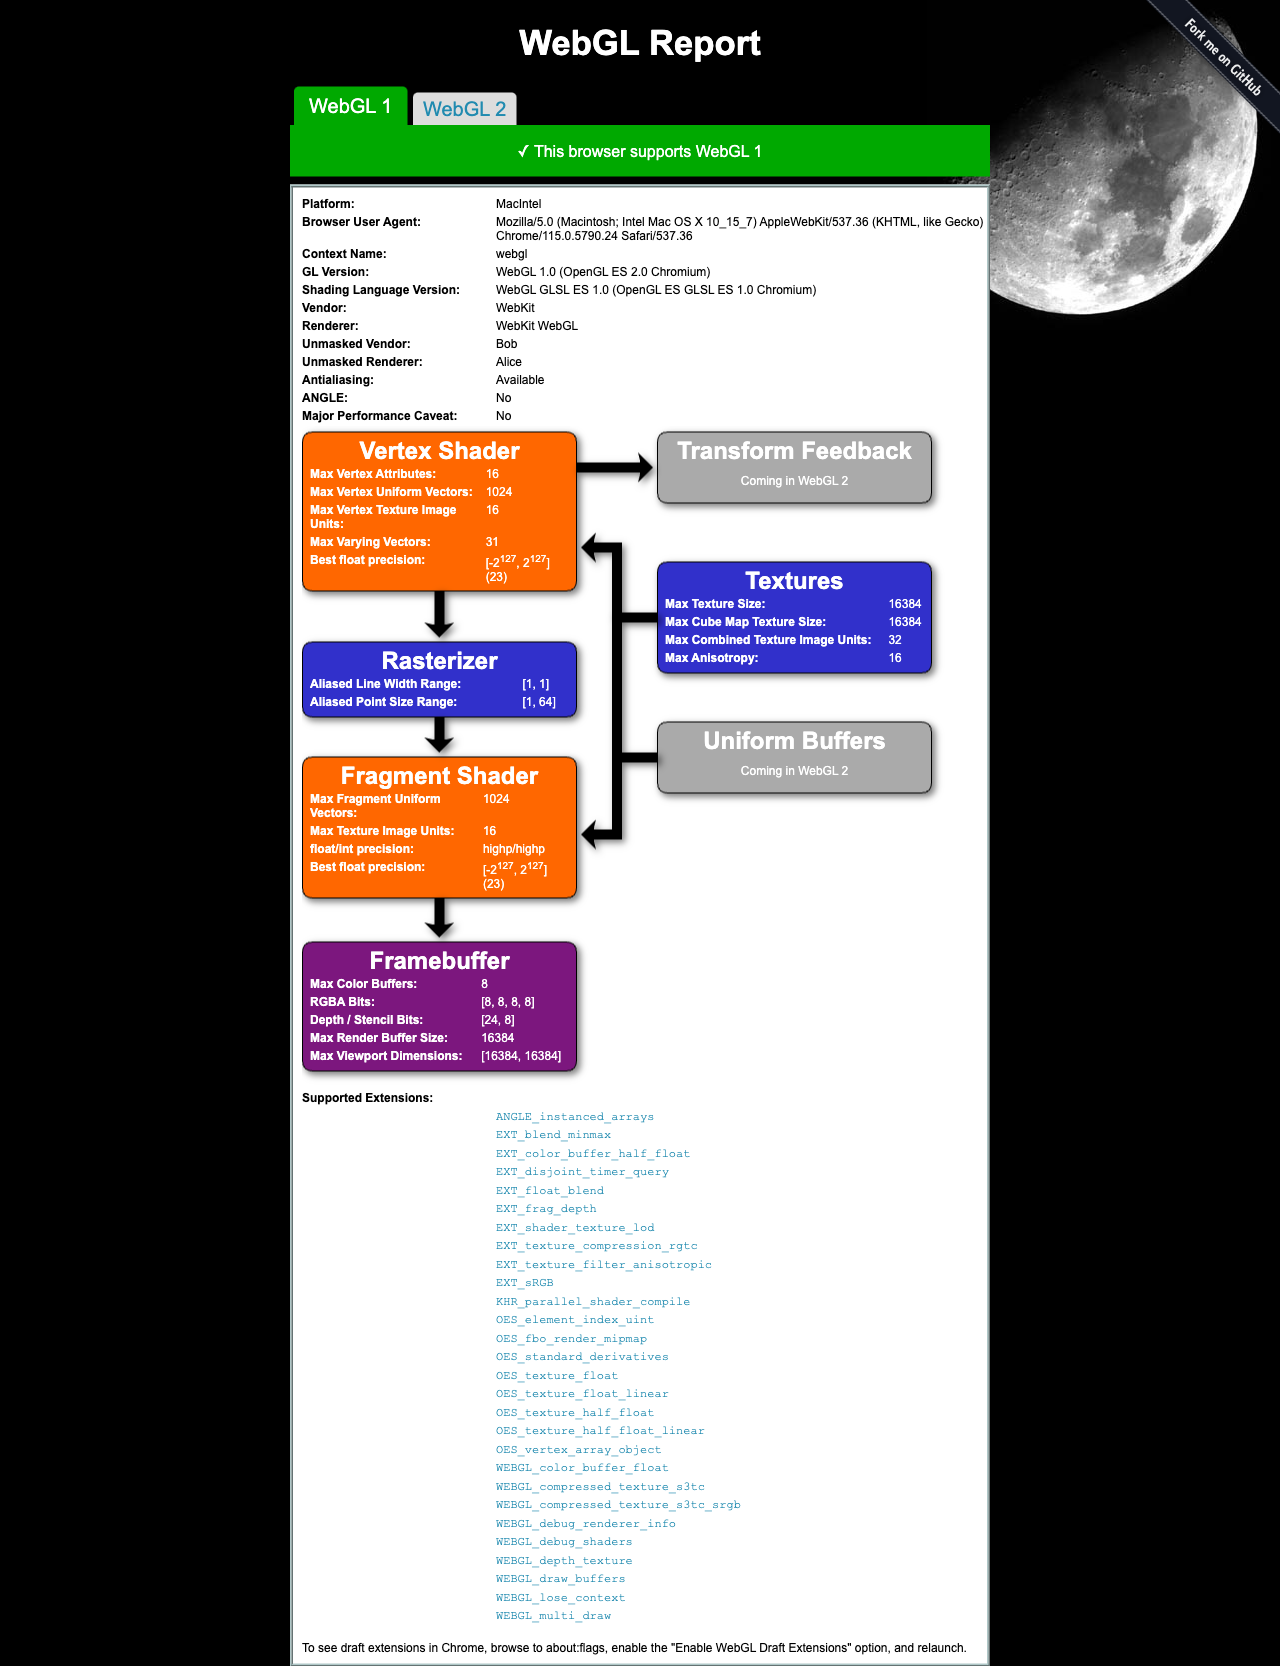 WebGL Report
Fork me on GitHub
WebGL 1
WebGL 2
✓ This browser supports WebGL 1
Platform: MacIntel
Browser User Agent: Mozilla/5.0 (Macintosh; Intel Mac OS X 10_15_7) AppleWebKit/537.36 (KHTML, like Gecko)
Chrome/115.0.5790.24 Safari/537.36
Context Name: webgl
GL Version: WebGL 1.0 (OpenGL ES 2.0 Chromium)
Shading Language Version: WebGL GLSL ES 1.0 (OpenGL ES GLSL ES 1.0 Chromium)
Vendor: WebKit
Renderer: WebKit WebGL
Unmasked Vendor: Bob
Unmasked Renderer: Alice
Antialiasing: Available
ANGLE: No
Major Performance Caveat: No
Vertex Shader
Max Vertex Attributes: 16
Max Vertex Uniform Vectors: 1024
Max Vertex Texture Image 16
Units:
Max Varying Vectors: 31
Best float precision: [-2^127, 2^127]
(23)
Transform Feedback
Coming in WebGL 2
Textures
Max Texture Size: 16384
Max Cube Map Texture Size: 16384
Max Combined Texture Image Units: 32
Max Anisotropy: 16
Rasterizer
Aliased Line Width Range: [1, 1]
Aliased Point Size Range: [1, 64]
Uniform Buffers
Coming in WebGL 2
Fragment Shader
Max Fragment Uniform 1024
Vectors:
Max Texture Image Units: 16
float/int precision: highp/highp
Best float precision: [-2^127, 2^127]
(23)
Framebuffer
Max Color Buffers: 8
RGBA Bits: [8, 8, 8, 8]
Depth / Stencil Bits: [24, 8]
Max Render Buffer Size: 16384
Max Viewport Dimensions: [16384, 16384]
Supported Extensions:
ANGLE_instanced_arrays
EXT_blend_minmax
EXT_color_buffer_half_float
EXT_disjoint_timer_query
EXT_float_blend
EXT_frag_depth
EXT_shader_texture_lod
EXT_texture_compression_rgtc
EXT_texture_filter_anisotropic
EXT_sRGB
KHR_parallel_shader_compile
OES_element_index_uint
OES_fbo_render_mipmap
OES_standard_derivatives
OES_texture_float
OES_texture_float_linear
OES_texture_half_float
OES_texture_half_float_linear
OES_vertex_array_object
WEBGL_color_buffer_float
WEBGL_compressed_texture_s3tc
WEBGL_compressed_texture_s3tc_srgb
WEBGL_debug_renderer_info
WEBGL_debug_shaders
WEBGL_depth_texture
WEBGL_draw_buffers
WEBGL_lose_context
WEBGL_multi_draw
To see draft extensions in Chrome, browse to about:flags, enable the "Enable WebGL Draft Extensions" option, and relaunch.